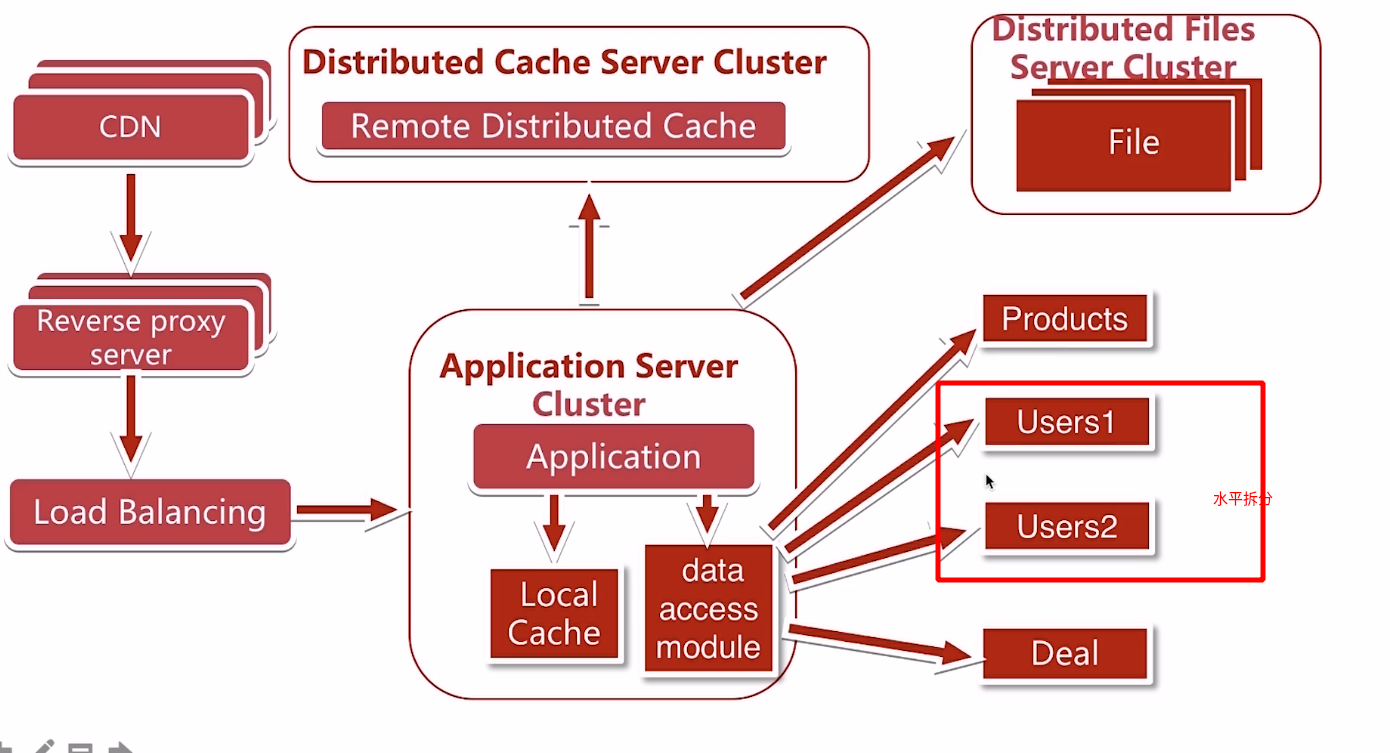 Distributed Cache Server Cluster
Remote Distributed Cache
Distributed Files
Server Cluster
File
CDN
Reverse proxy
server
Load Balancing
Application Server
Cluster
Application
Local
Cache
data
access
module
Products
Users1
水平拆分
Users2
Deal